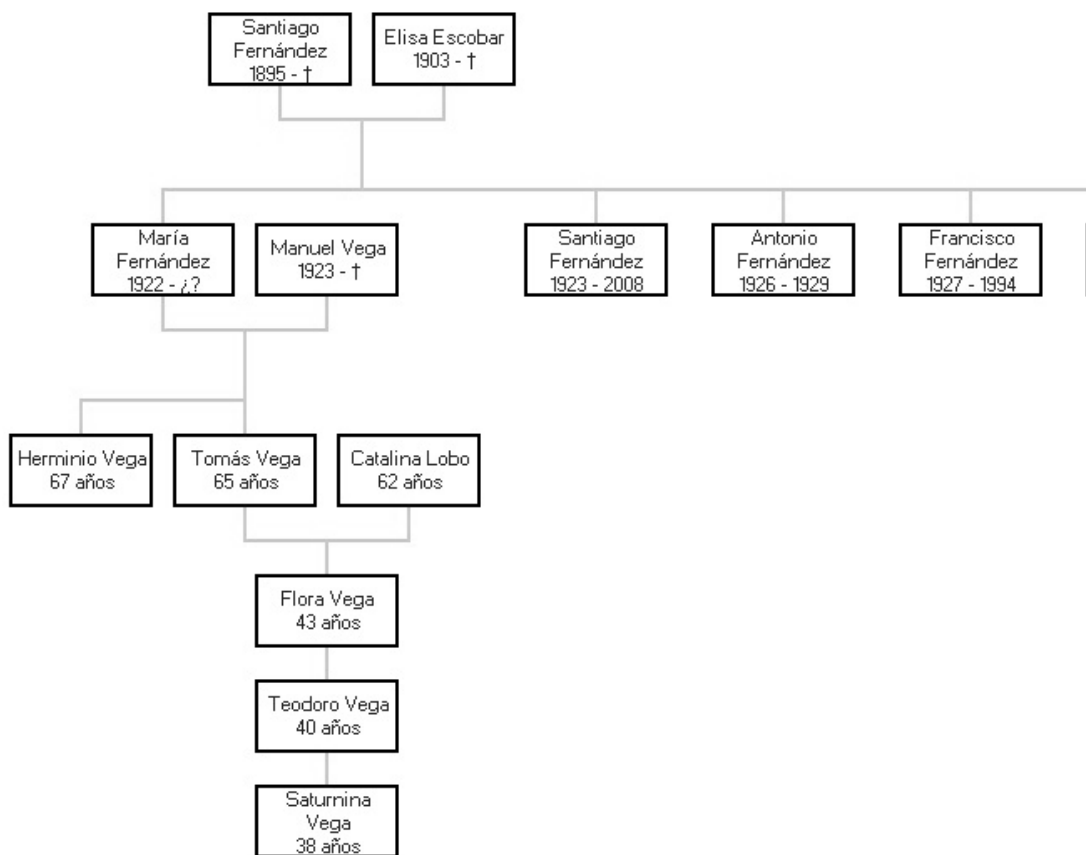 Santiago
Fernández
1895 - †
Elisa Escobar
1903 - †
María
Fernández
1922 - ¿?
Manuel Vega
1923 - †
Santiago
Fernández
1923 - 2008
Antonio
Fernández
1926 - 1929
Francisco
Fernández
1927 - 1994
Herminio Vega
67 años
Tomás Vega
65 años
Catalina Lobo
62 años
Flora Vega
43 años
Teodoro Vega
40 años
Saturnina
Vega
38 años